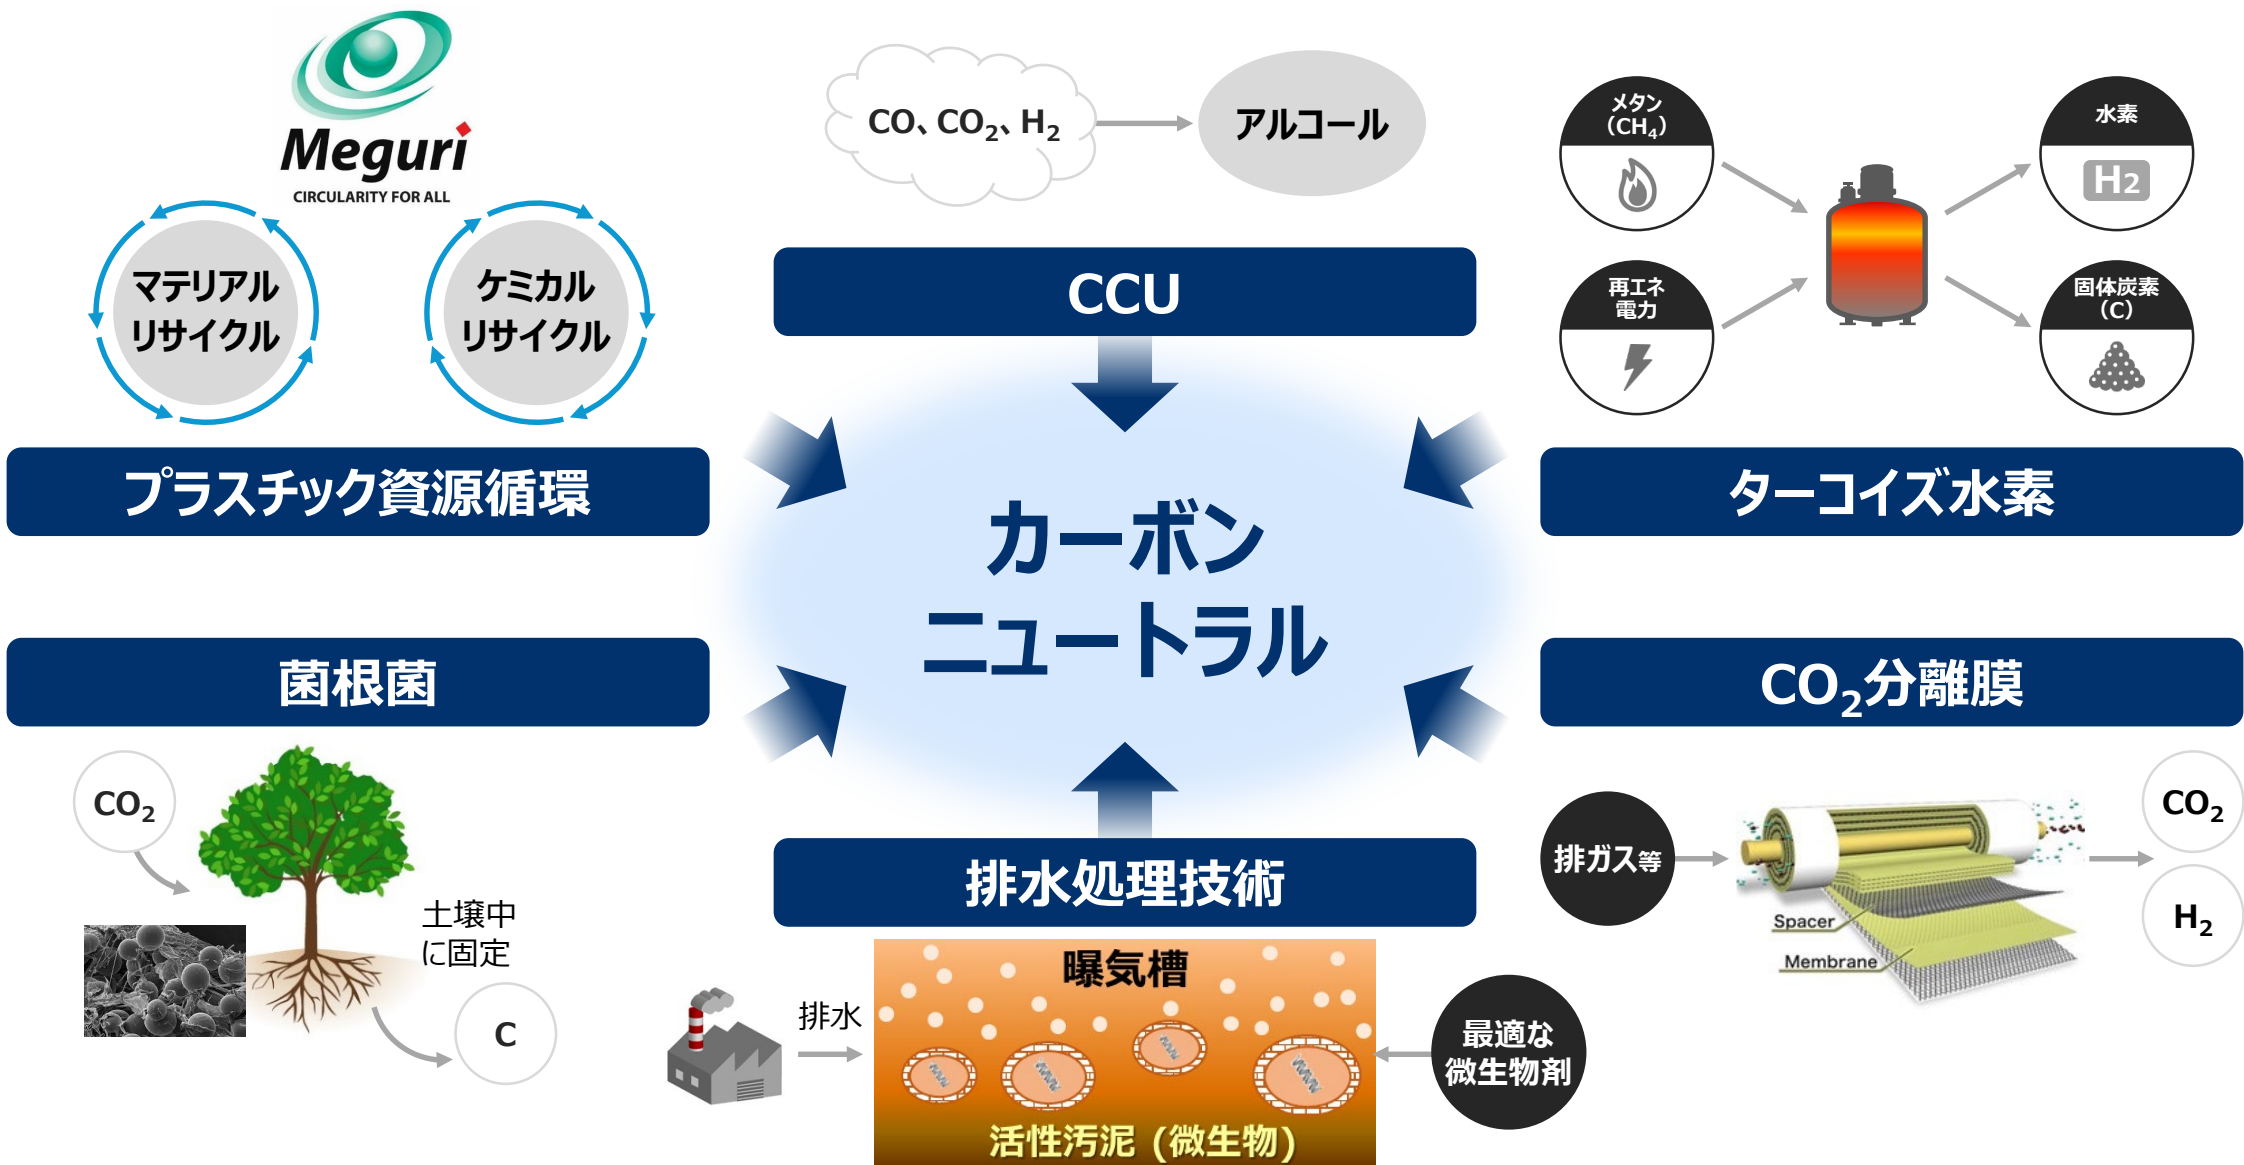 Meguri
CIRCULARITY FOR ALL
マテリアル
リサイクル
ケミカル
リサイクル
プラスチック資源循環
CO、CO₂、H₂
アルコール
CCU
メタン
（CH₄）
再エネ
電力
水素
H2
固体炭素
（C）
ターコイズ水素
カーボン
ニュートラル
菌根菌
CO₂
土壌中
に固定
C
排水処理技術
排水
曝気槽
活性汚泥（微生物）
最適な
微生物剤
CO₂分離膜
排ガス等
Spacer
Membrane
CO₂
H₂